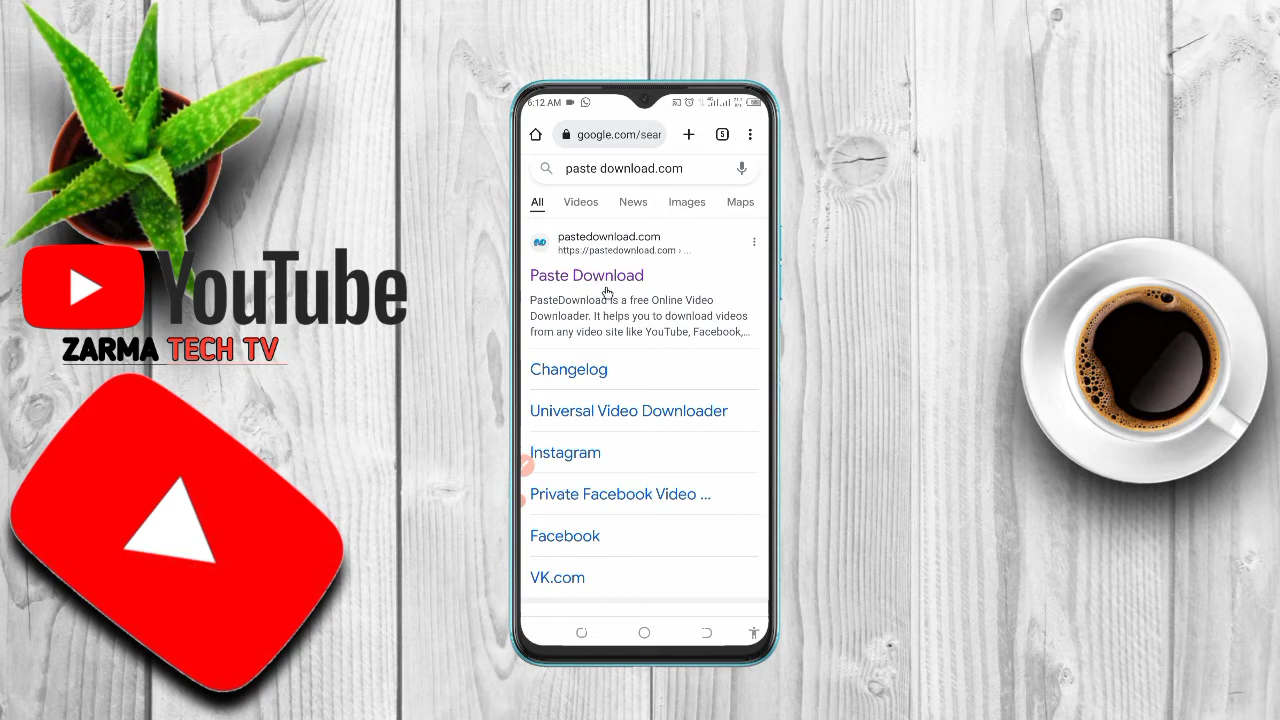 YouTube
ZARMA TECH TV
6:12 AM
google.com/sear
5
paste download.com
All Videos News Images Maps
pastedownload.com
https://pastedownload.com › ...
Paste Download
PasteDownload is a free Online Video
Downloader. It helps you to download videos
from any video site like YouTube, Facebook,...
Changelog
Universal Video Downloader
Instagram
Private Facebook Video ...
Facebook
VK.com